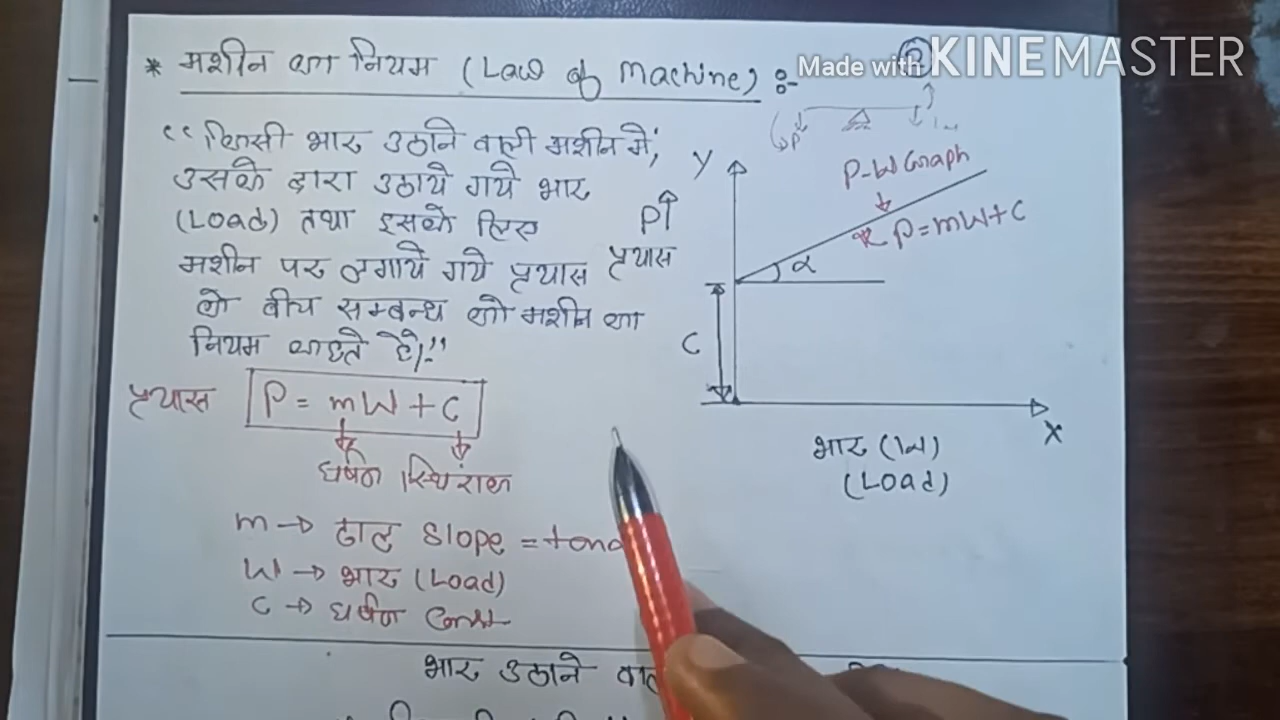 * मशीन का नियम (Law of Machine) :-
Made with KINEMASTER
“किसी भार उठाने वाली मशीन में,
उसके द्वारा उठाये गये भार
(Load) तथा इसके लिए
मशीन पर लगाये गये प्रयास
के बीच सम्बन्ध को मशीन का
नियम कहते हैं।”
प्रयास P = mW + C
घर्षण स्थिरांक
m → ढाल slope = tanα
W → भार (Load)
C → घर्षण Const
P
Y
P↑
प्रयास
P-W Graph
P = mW + C
α
C
X
भार (W)
(Load)
भार उठाने